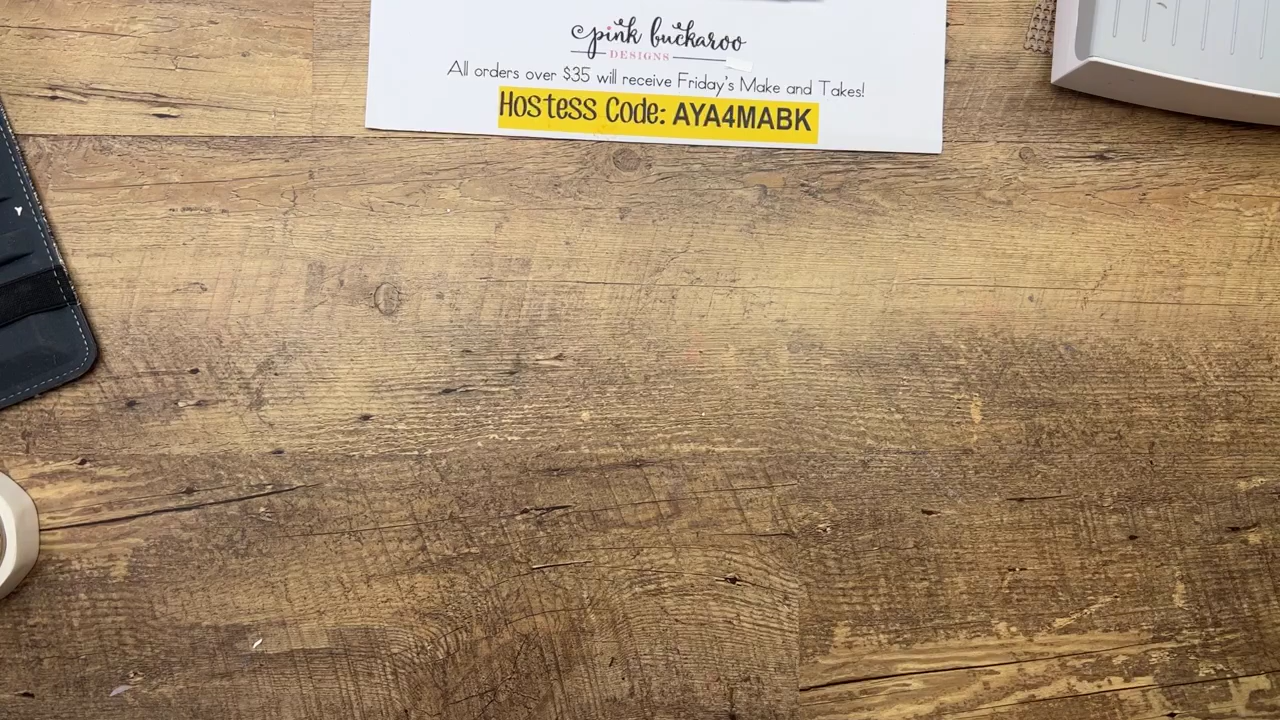 pink buckaroo
DESIGNS
All orders over $35 will receive Friday's Make and Takes!
Hostess Code: AYA4MABK